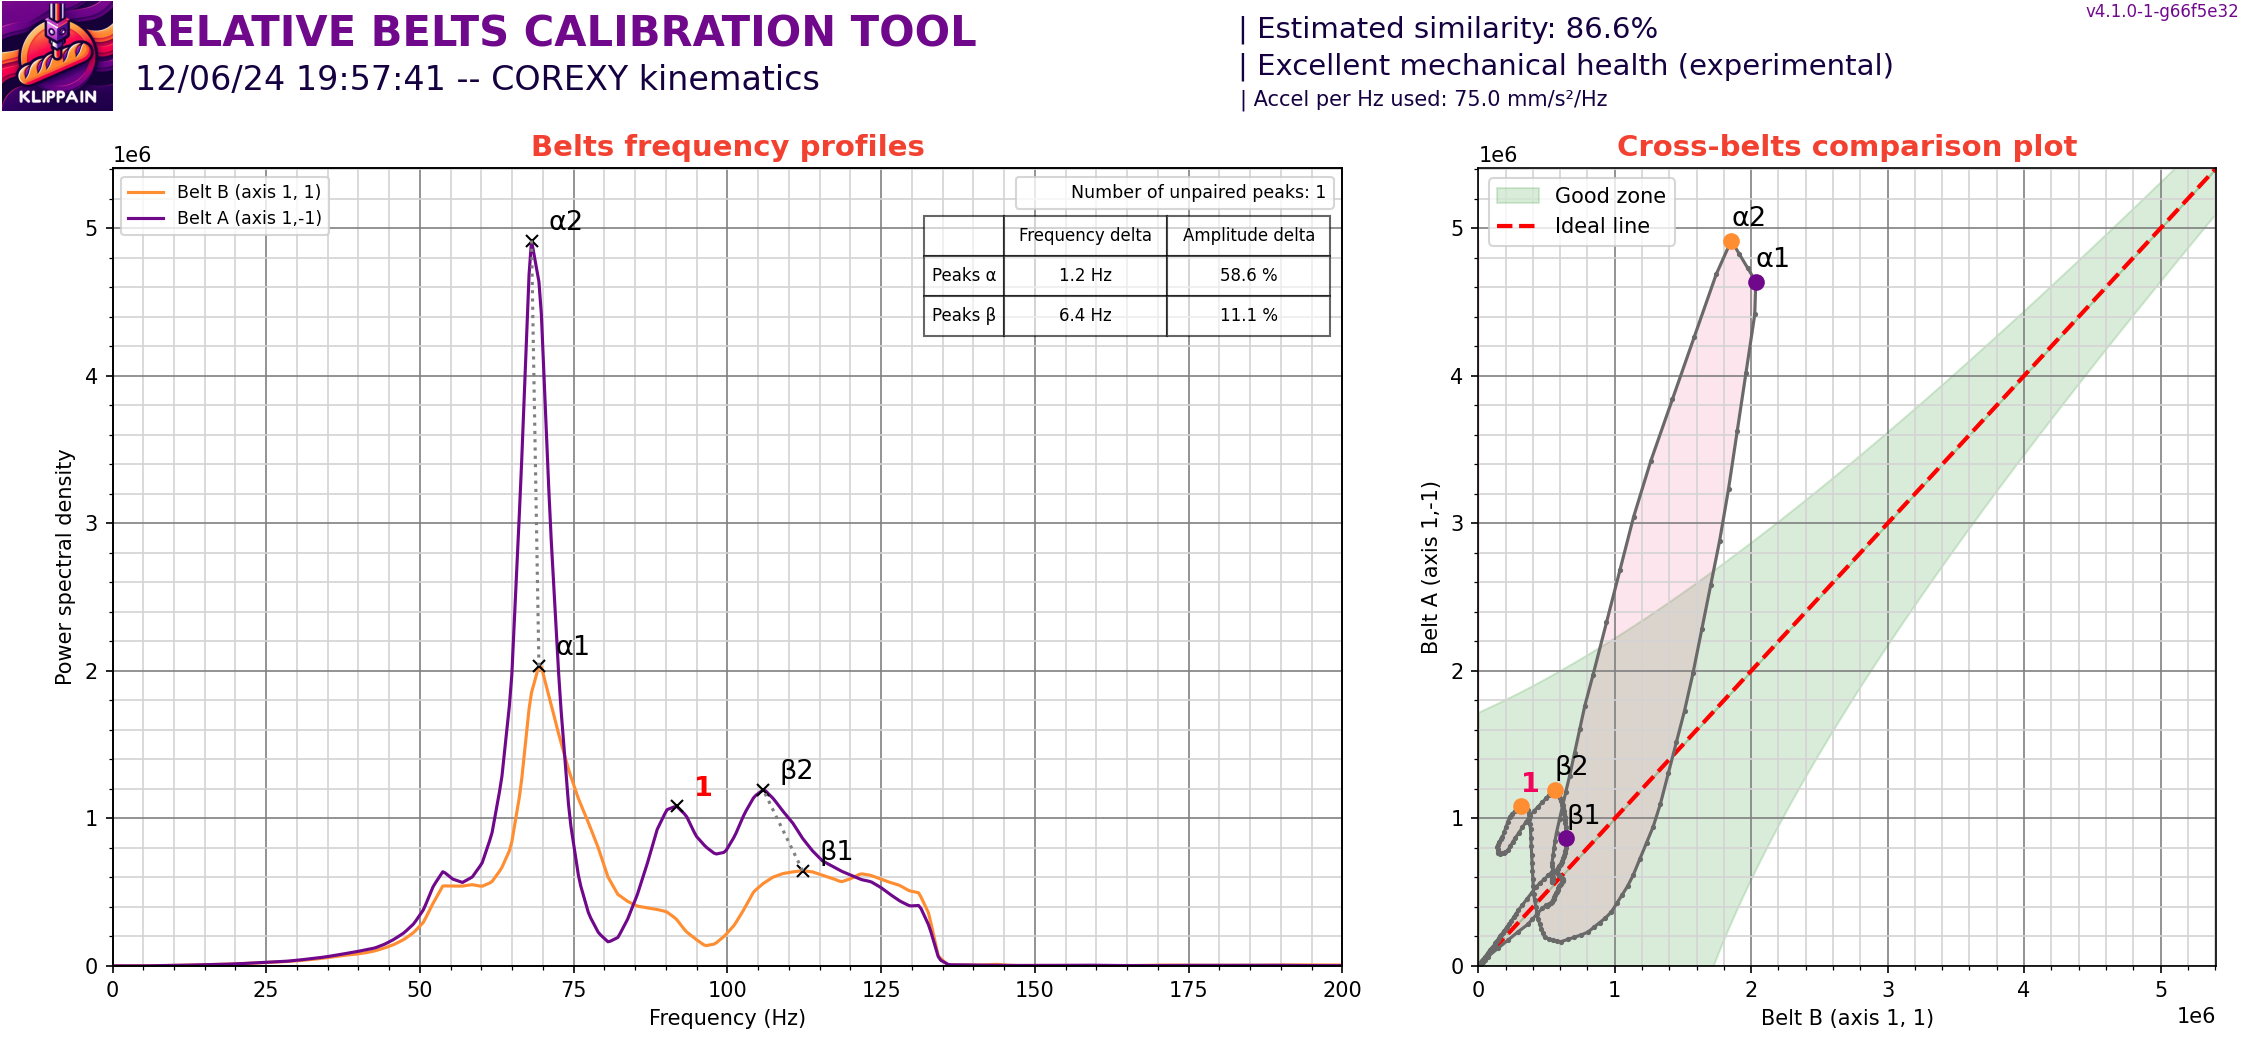 KLIPPAIN
RELATIVE BELTS CALIBRATION TOOL
12/06/24 19:57:41 -- COREXY kinematics
| Estimated similarity: 86.6%
| Excellent mechanical health (experimental)
| Accel per Hz used: 75.0 mm/s²/Hz
v4.1.0-1-g66f5e32
Belts frequency profiles
1e6
Belt B (axis 1, 1)
Belt A (axis 1,-1)
Number of unpaired peaks: 1
Frequency delta Amplitude delta
Peaks α 1.2 Hz 58.6 %
Peaks β 6.4 Hz 11.1 %
α2
α1
1
β2
β1
Power spectral density
5
4
3
2
1
0
0 25 50 75 100 125 150 175 200
Frequency (Hz)
Cross-belts comparison plot
1e6
Good zone
Ideal line
α2
α1
β2
1
β1
Belt A (axis 1,-1)
5
4
3
2
1
0
0 1 2 3 4 5
Belt B (axis 1, 1)
1e6